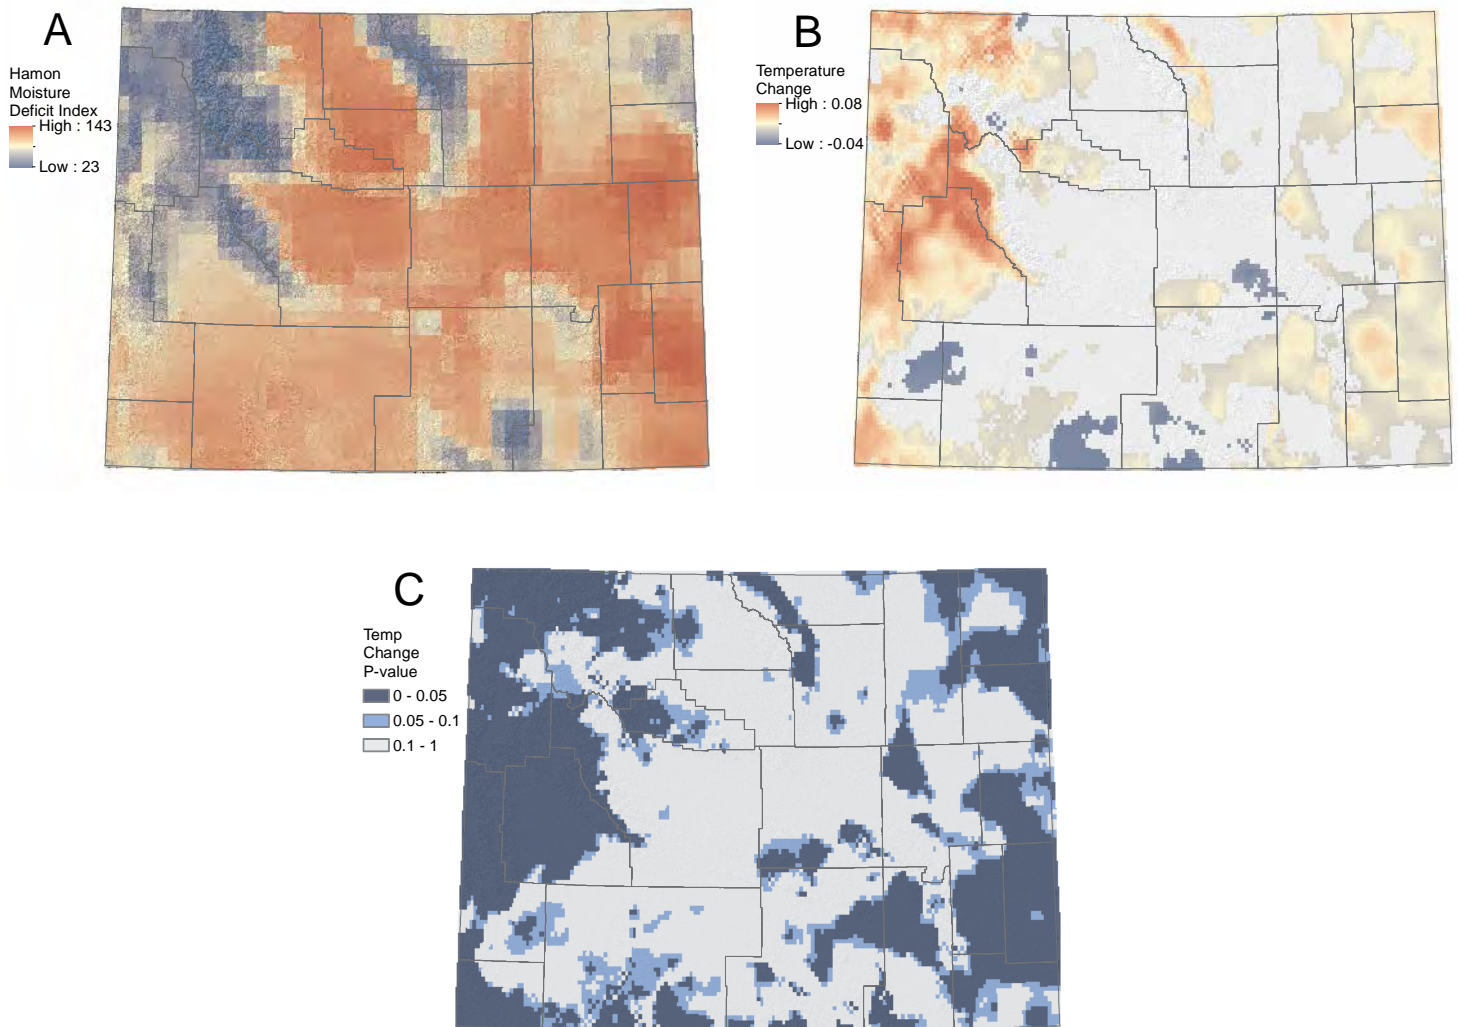 A
Hamon
Moisture
Deficit Index
High : 143
Low : 23
B
Temperature
Change
High : 0.08
Low : -0.04
C
Temp
Change
P-value
0 - 0.05
0.05 - 0.1
0.1 - 1